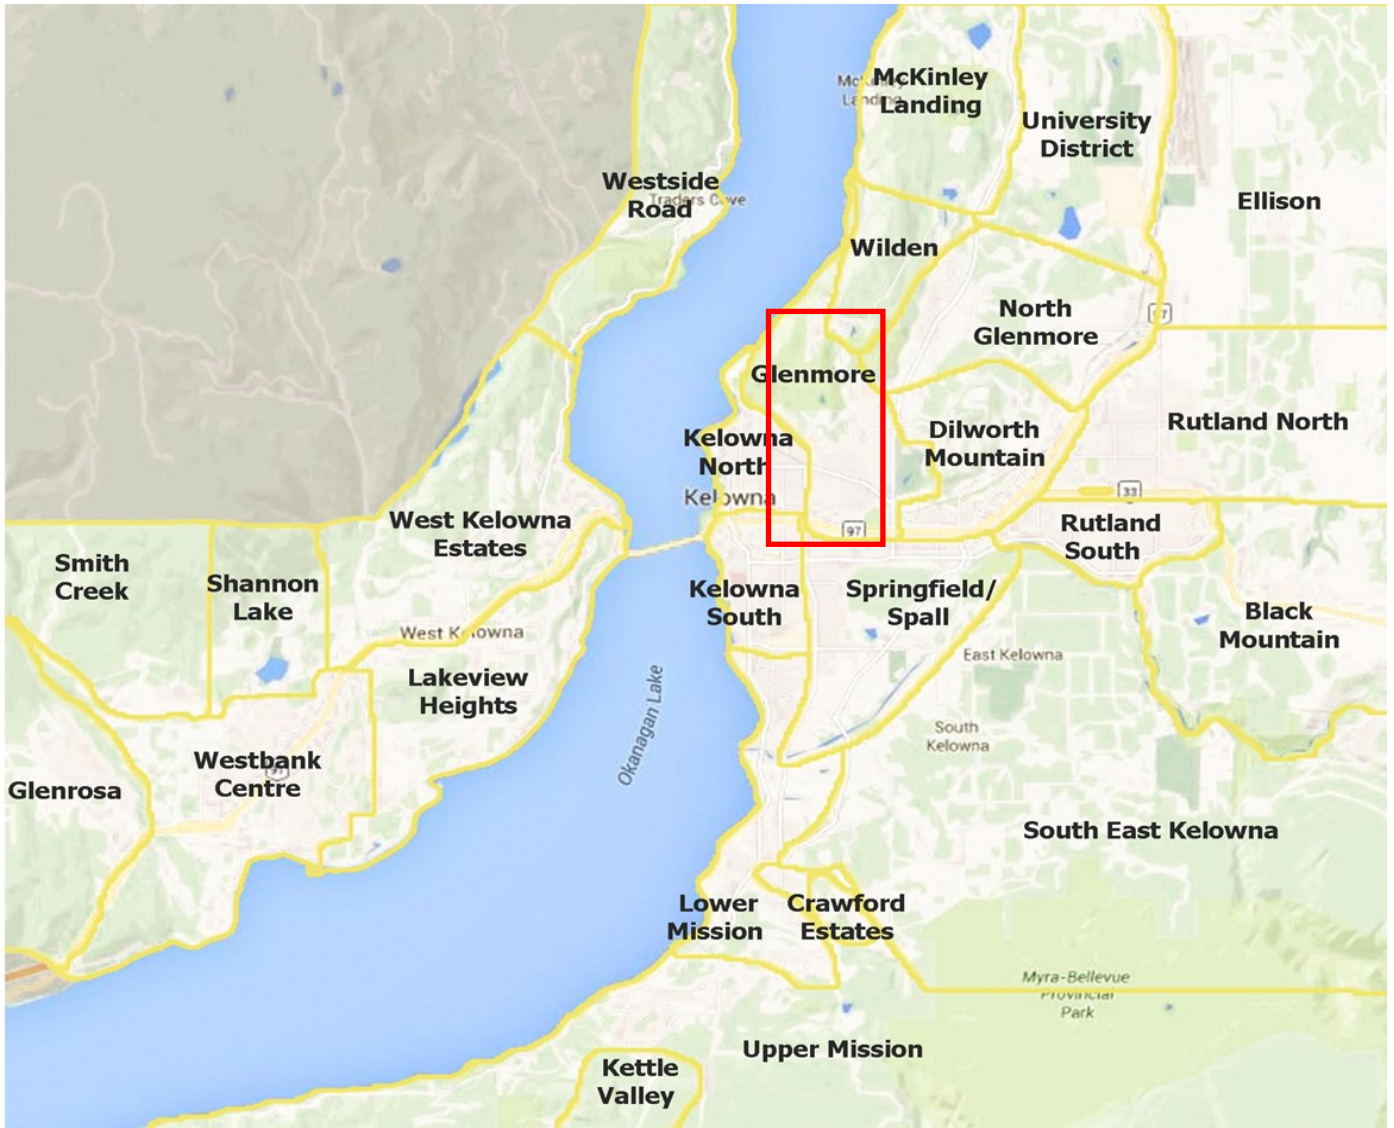 McKinley
Landing
McKinley
Landing
University
District
Westside
Road
Traders Cove
Ellison
Wilden
North
Glenmore
97
Glenmore
Kelowna
North
Dilworth
Mountain
Rutland North
Kelowna
33
West Kelowna
Estates
97
Rutland
South
Smith
Creek
Shannon
Lake
Kelowna
South
Springfield/
Spall
Black
Mountain
West Kelowna
East Kelowna
Lakeview
Heights
Okanagan Lake
South
Kelowna
Westbank
Centre
97
Glenrosa
South East Kelowna
Lower
Mission
Crawford
Estates
Myra-Bellevue
Provincial
Park
Upper Mission
Kettle
Valley